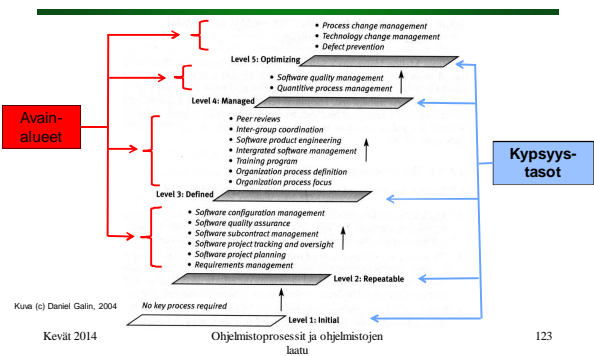 • Process change management
• Technology change management
• Defect prevention
Level 5: Optimizing
• Software quality management
• Quantitive process management
Level 4: Managed
Avain-
alueet
• Peer reviews
• Inter-group coordination
• Software product engineering
• Intergrated software management
• Training program
• Organization process definition
• Organization process focus
Kypsyys-
tasot
Level 3: Defined
• Software configuration management
• Software quality assurance
• Software subcontract management
• Software project tracking and oversight
• Software project planning
• Requirements management
Level 2: Repeatable
Kuva (c) Daniel Galin, 2004
No key process required
Level 1: Initial
Kevät 2014
Ohjelmistoprosessit ja ohjelmistojen
laatu
123